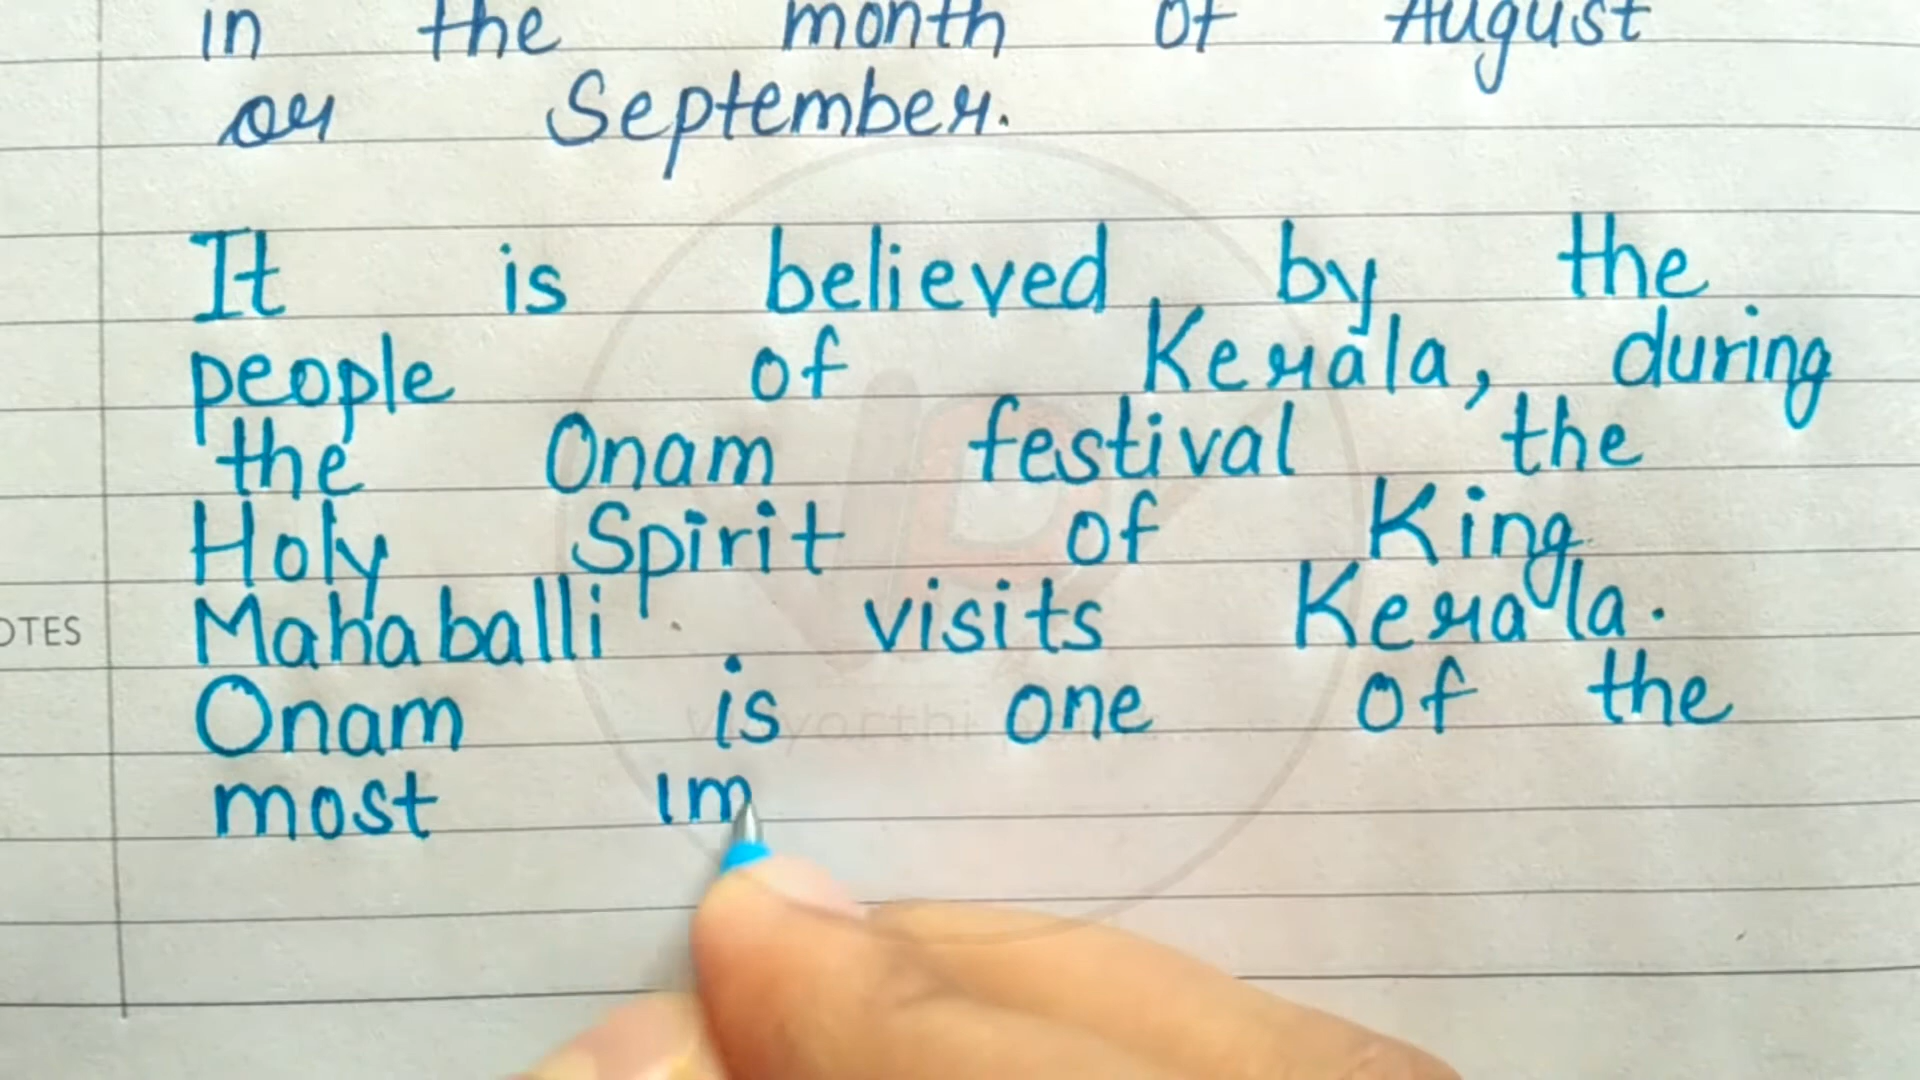 in the month of August
or September.
It is believed by the
people of Kerala, during
the Onam festival the
Holy Spirit of King
Mahaballi visits Kerala.
OTES
Onam is one of the
most im